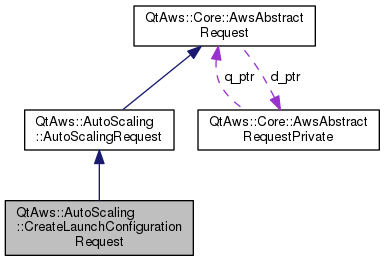 QtAws::Core::AwsAbstract
Request
q_ptr
d_ptr
QtAws::AutoScaling
::AutoScalingRequest
QtAws::Core::AwsAbstract
RequestPrivate
QtAws::AutoScaling
::CreateLaunchConfiguration
Request